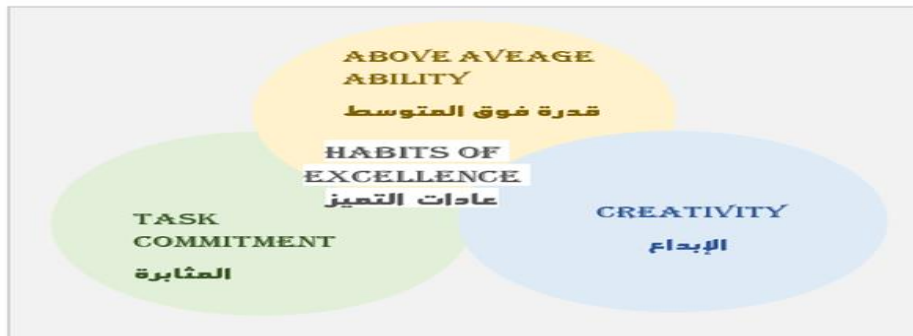 ABOVE AVEAGE
ABILITY
قدرة فوق المتوسط
HABITS OF
EXCELLENCE
عادات التميز
TASK
COMMITMENT
المثابرة
CREATIVITY
الإبداع